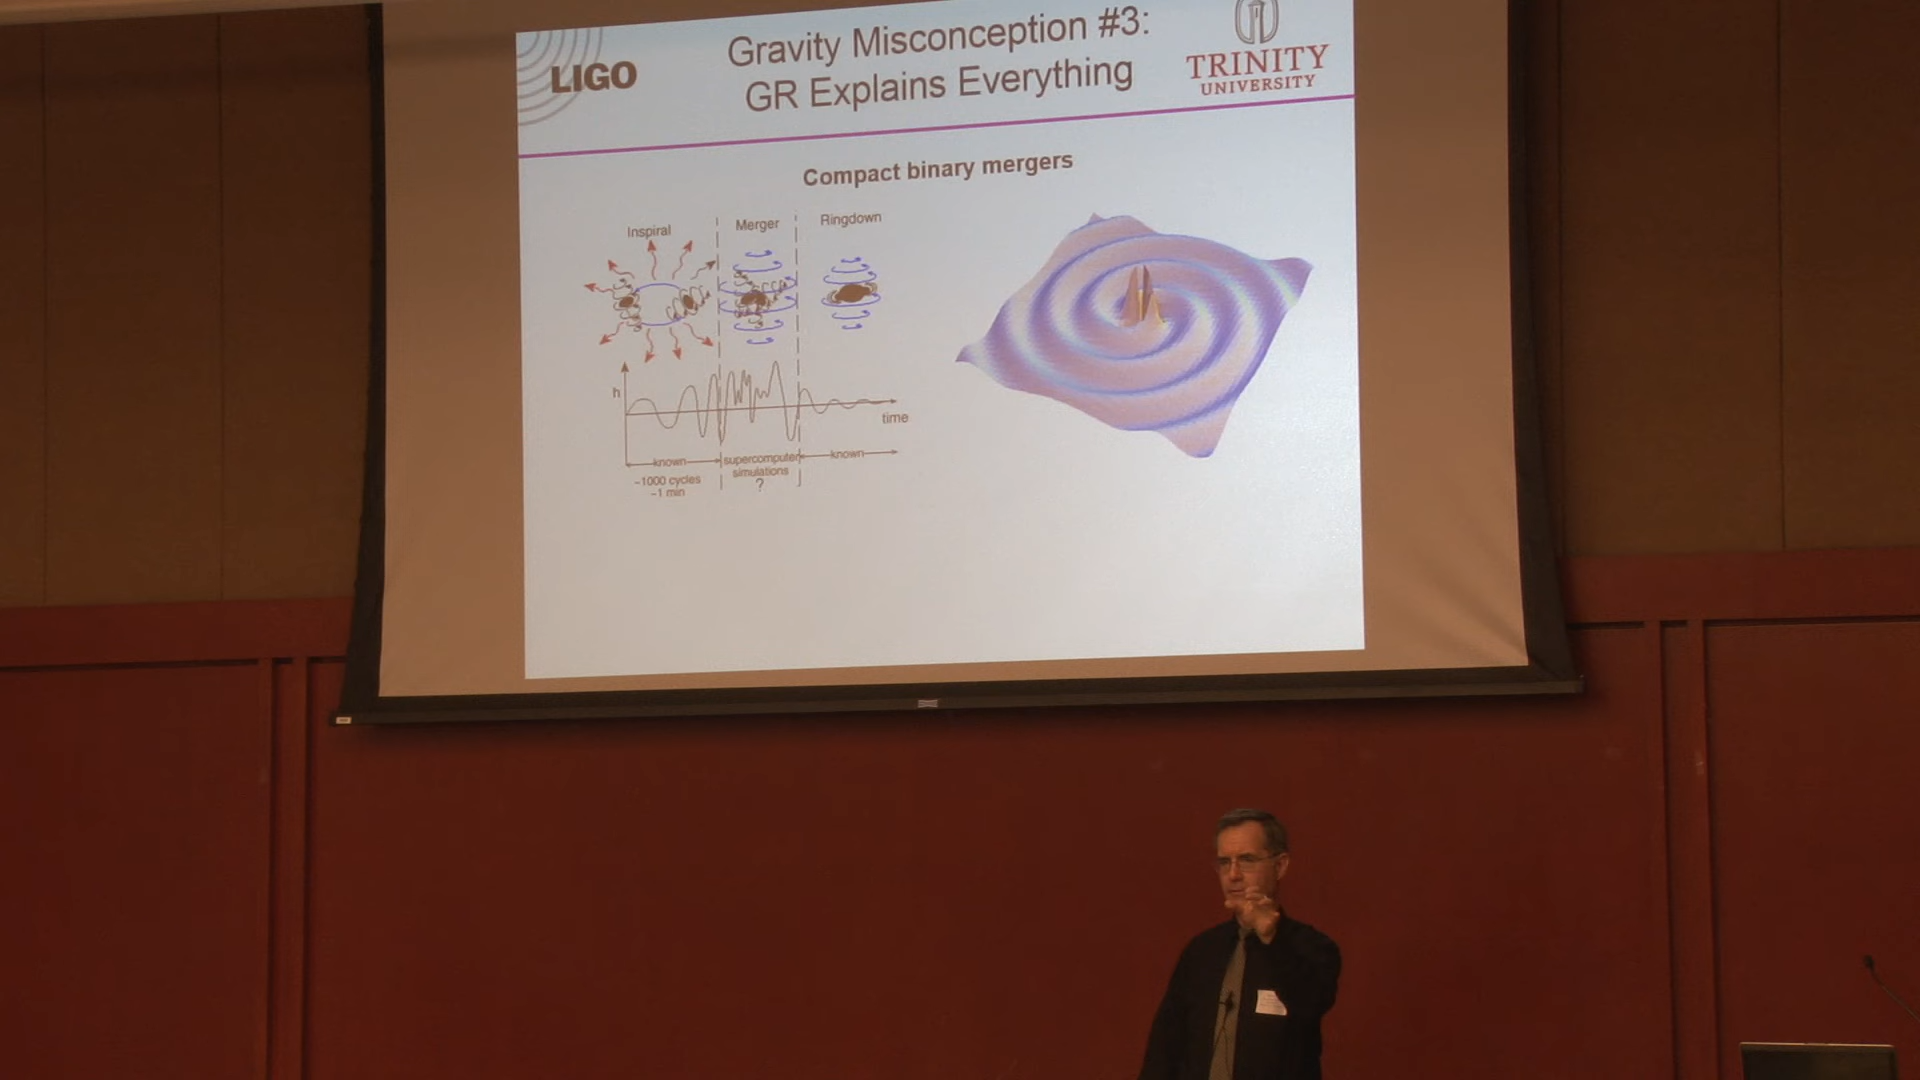 LIGO
Gravity Misconception #3:
GR Explains Everything
TRINITY
UNIVERSITY
Compact binary mergers
Inspiral
Merger
Ringdown
h
time
known
supercomputer
simulations
?
known
~1000 cycles
~1 min